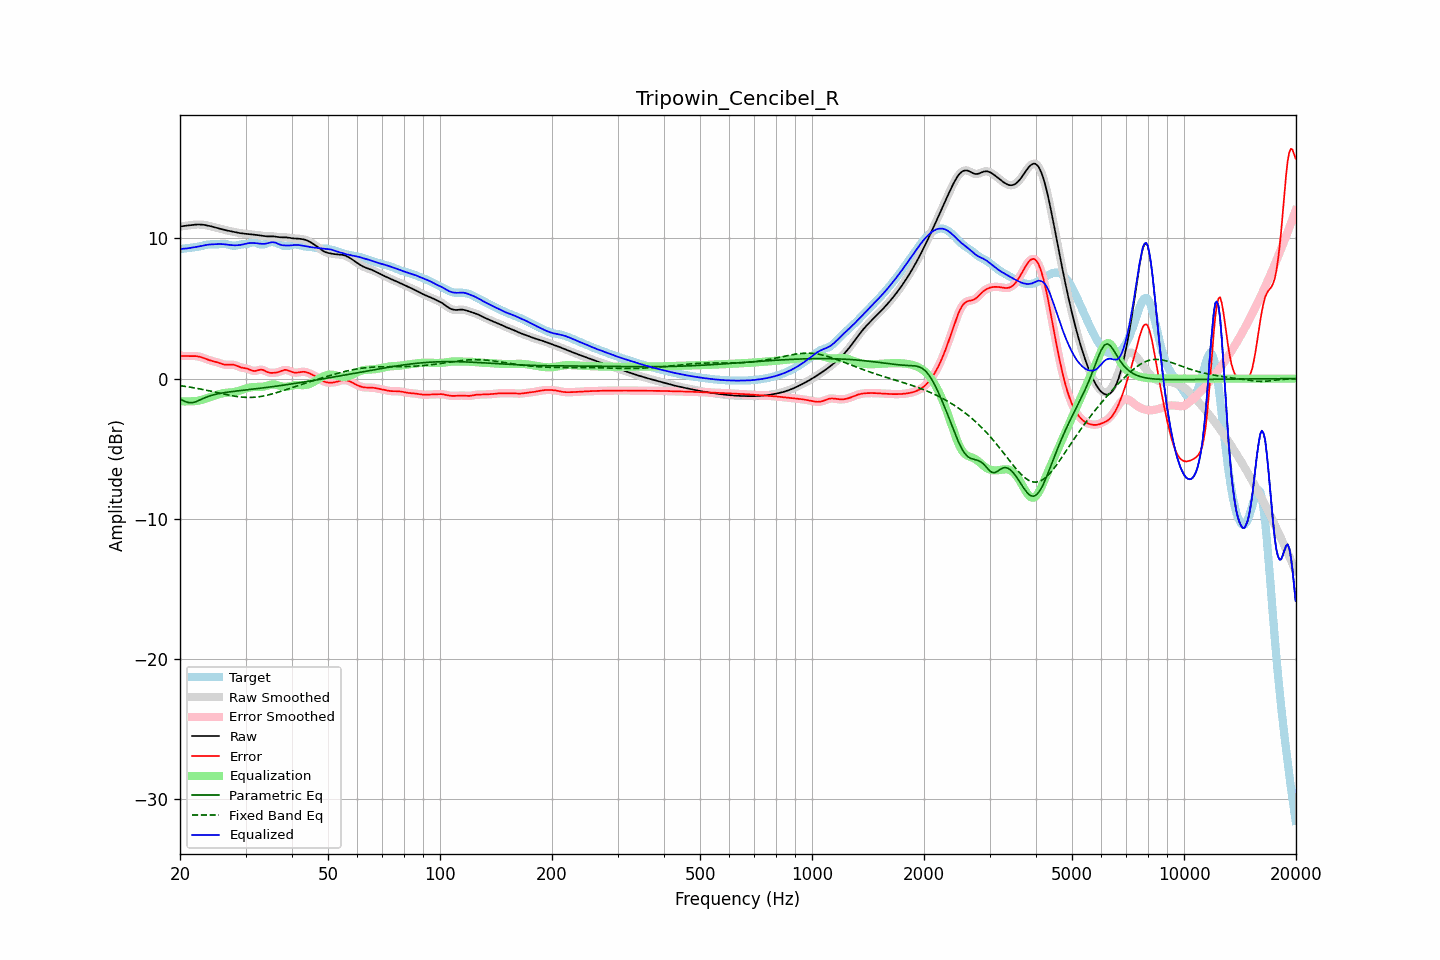 Tripowin_Cencibel_R
Amplitude (dBr)
10
0
−10
−20
−30
Target
Raw Smoothed
Error Smoothed
Raw
Error
Equalization
Parametric Eq
Fixed Band Eq
Equalized
20 50 100 200 500 1000 2000 5000 10000 20000
Frequency (Hz)